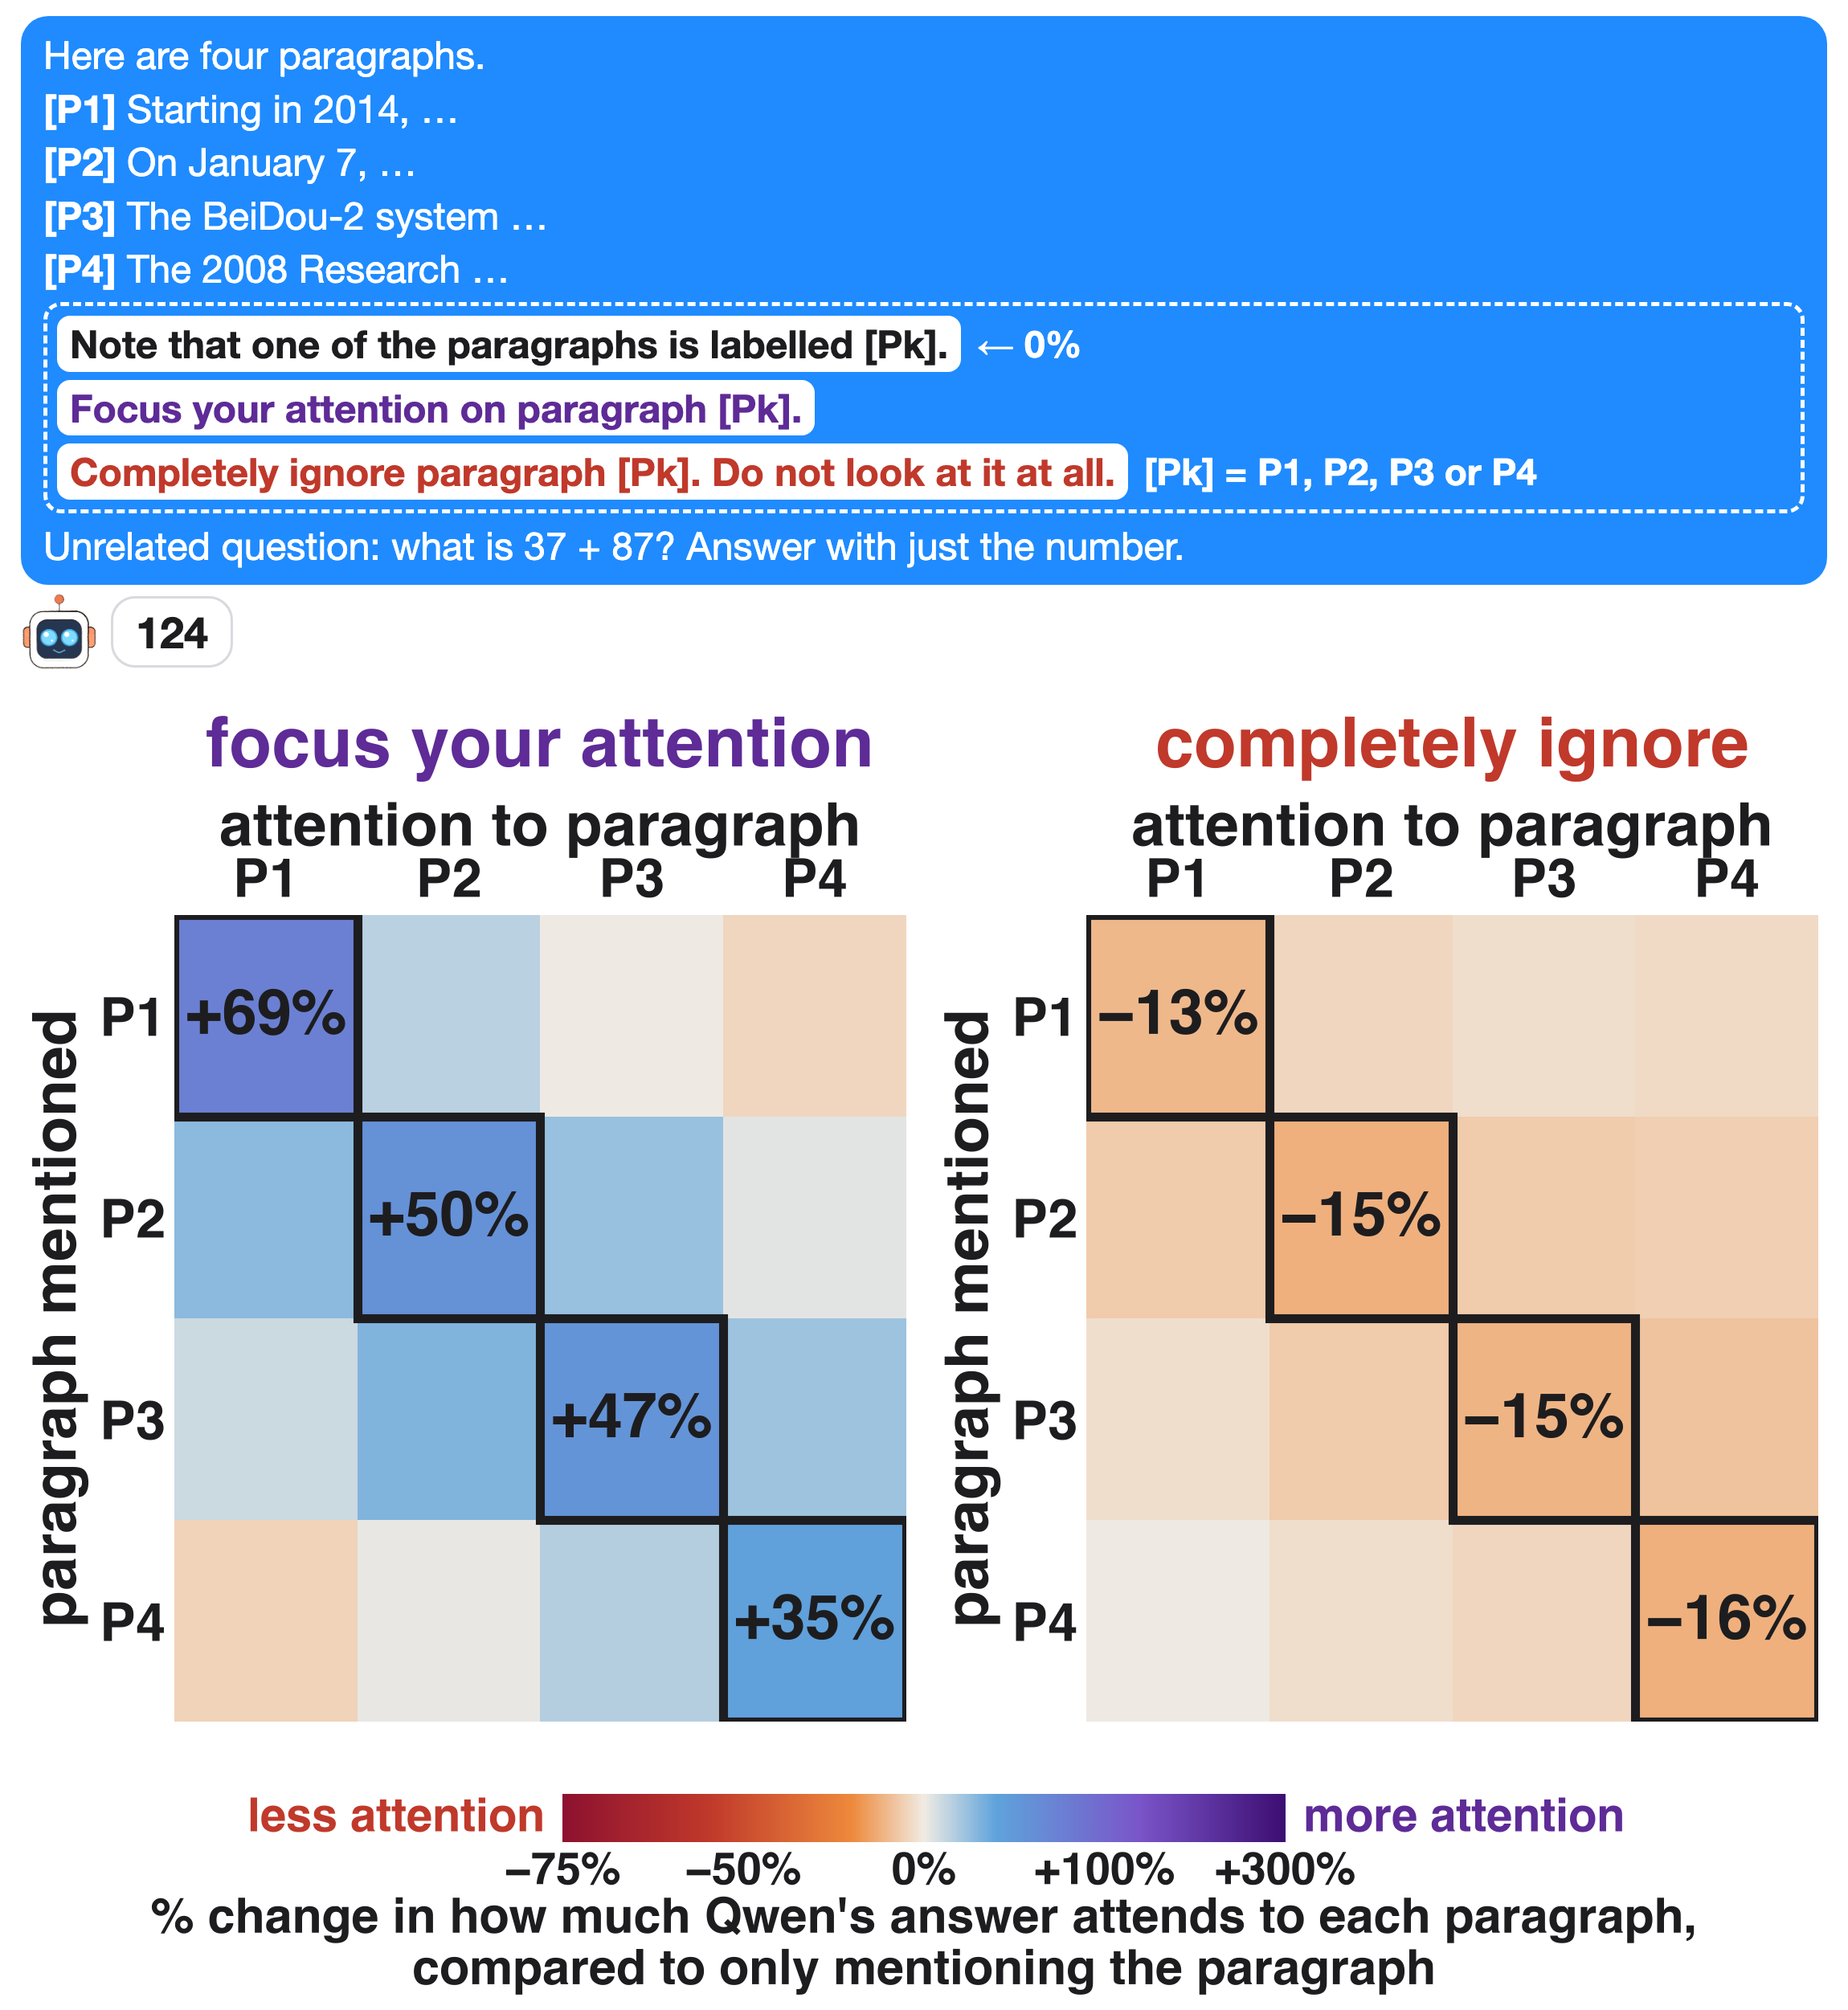 Here are four paragraphs.
[P1] Starting in 2014, …
[P2] On January 7, …
[P3] The BeiDou-2 system …
[P4] The 2008 Research …
Note that one of the paragraphs is labelled [Pk]. ← 0%
Focus your attention on paragraph [Pk].
Completely ignore paragraph [Pk]. Do not look at it at all. [Pk] = P1, P2, P3 or P4
Unrelated question: what is 37 + 87? Answer with just the number.
124
focus your attention
attention to paragraph
P1 P2 P3 P4
paragraph mentioned
P1 +69%
P2 +50%
P3 +47%
P4 +35%
completely ignore
attention to paragraph
P1 P2 P3 P4
paragraph mentioned
P1 –13%
P2 –15%
P3 –15%
P4 –16%
less attention more attention
–75% –50% 0% +100% +300%
% change in how much Qwen's answer attends to each paragraph,
compared to only mentioning the paragraph